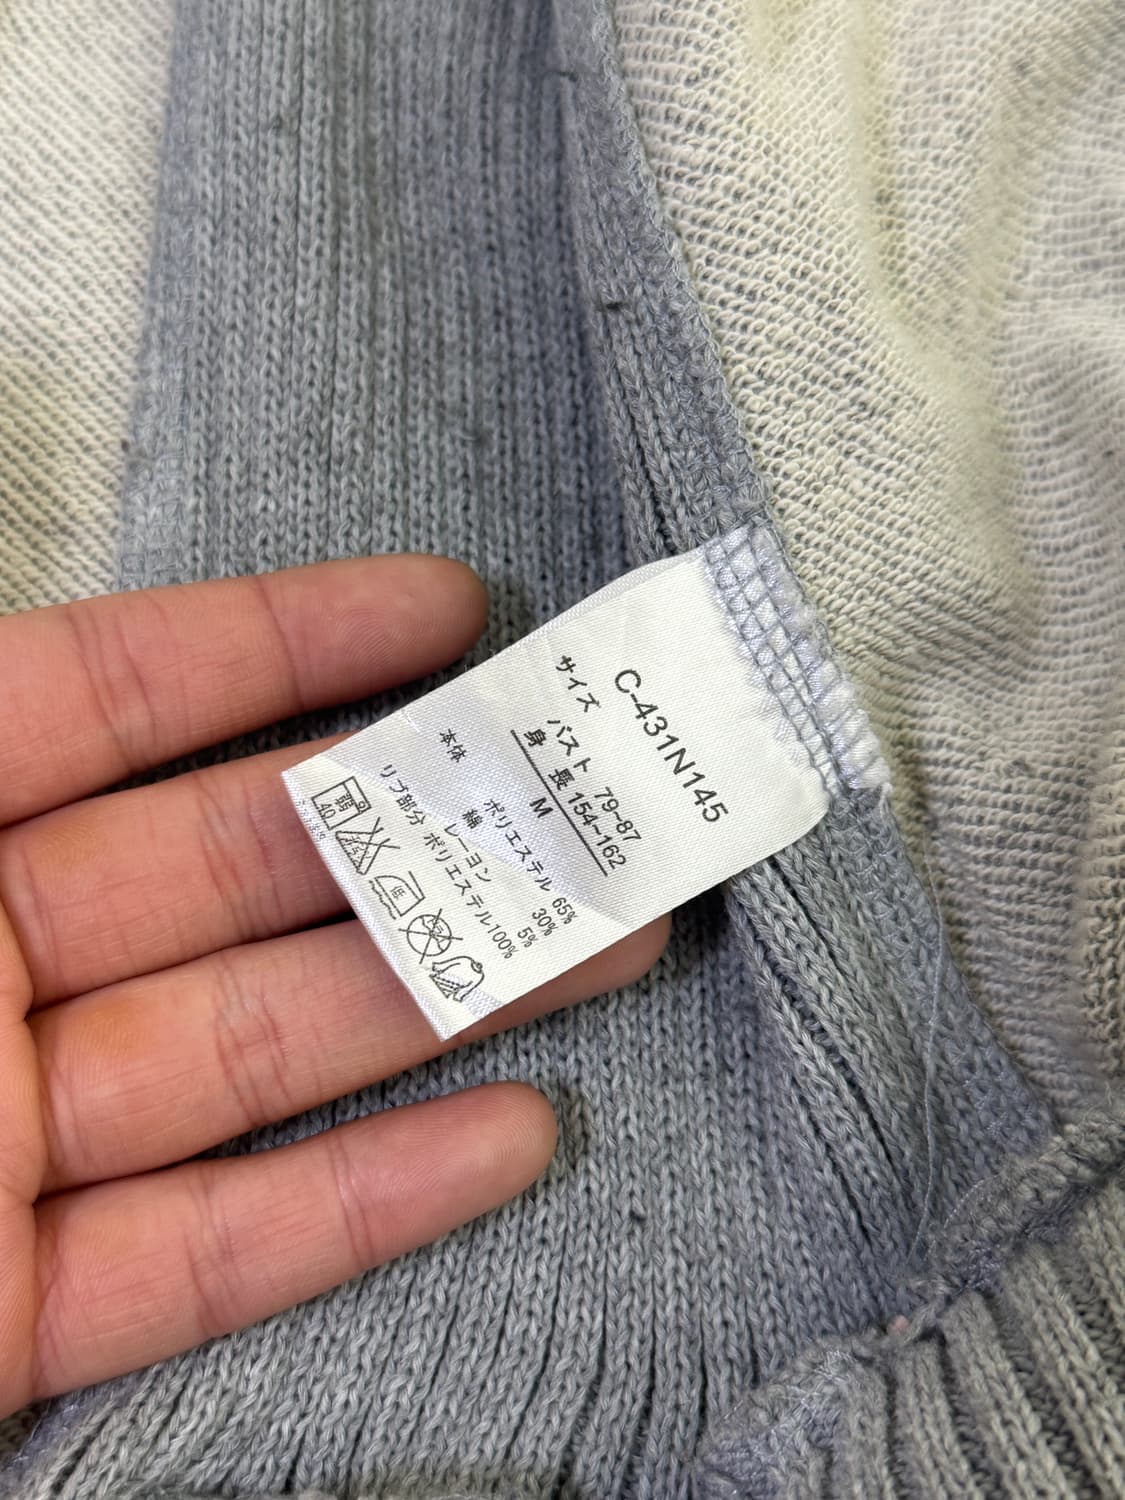 C-431N145
サイズ
バスト 79~87
身 長 154~162
M
本体 ポリエステル 65%
綿 30%
レーヨン 5%
リブ部分 ポリエステル100%
弱 40
低